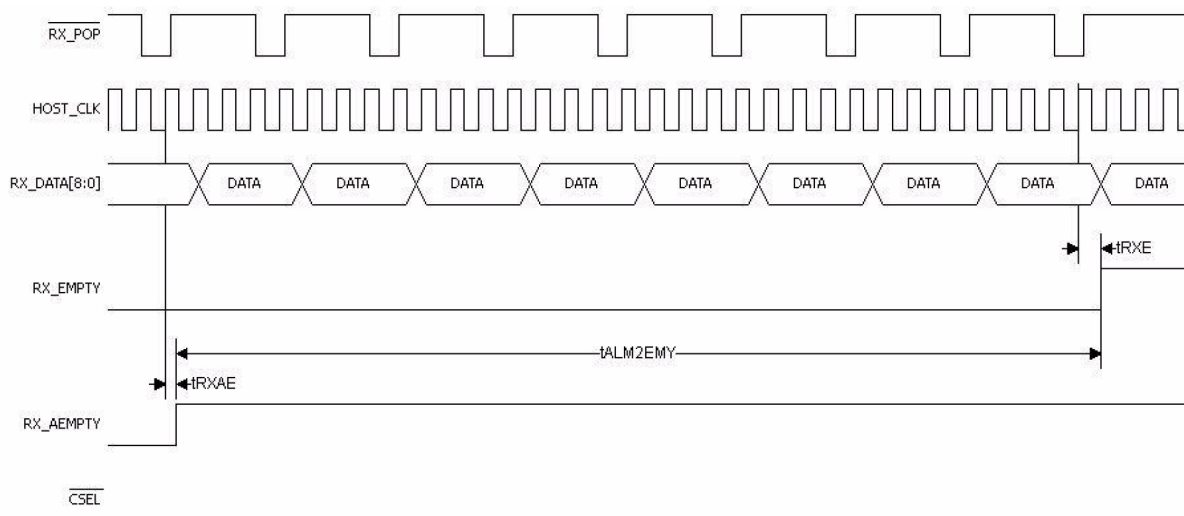 RX_POP
HOST_CLK
RX_DATA[8:0] DATA DATA DATA DATA DATA DATA DATA DATA DATA
tRXE
RX_EMPTY
tALM2EMY
tRXAE
RX_AEMPTY
CSEL